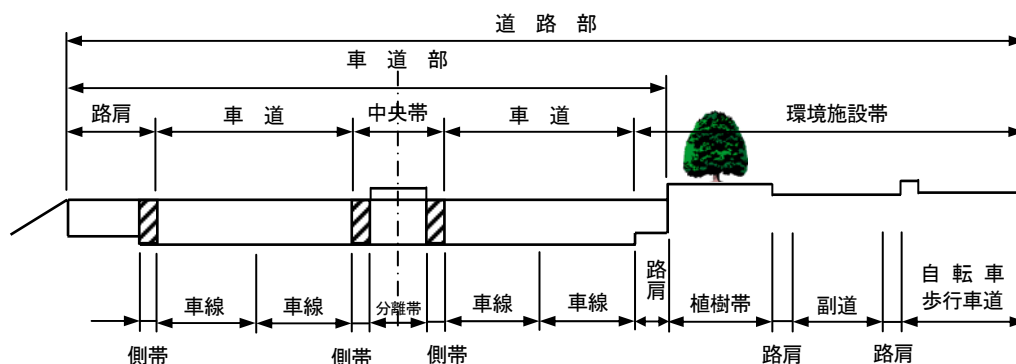 道 路 部
車 道 部
路肩 車 道 中央帯 車 道 環境施設帯
路肩
車線 車線 分離帯 車線 車線 植樹帯 副道
自 転 車
歩行車道
側帯 側帯 側帯 路肩 路肩